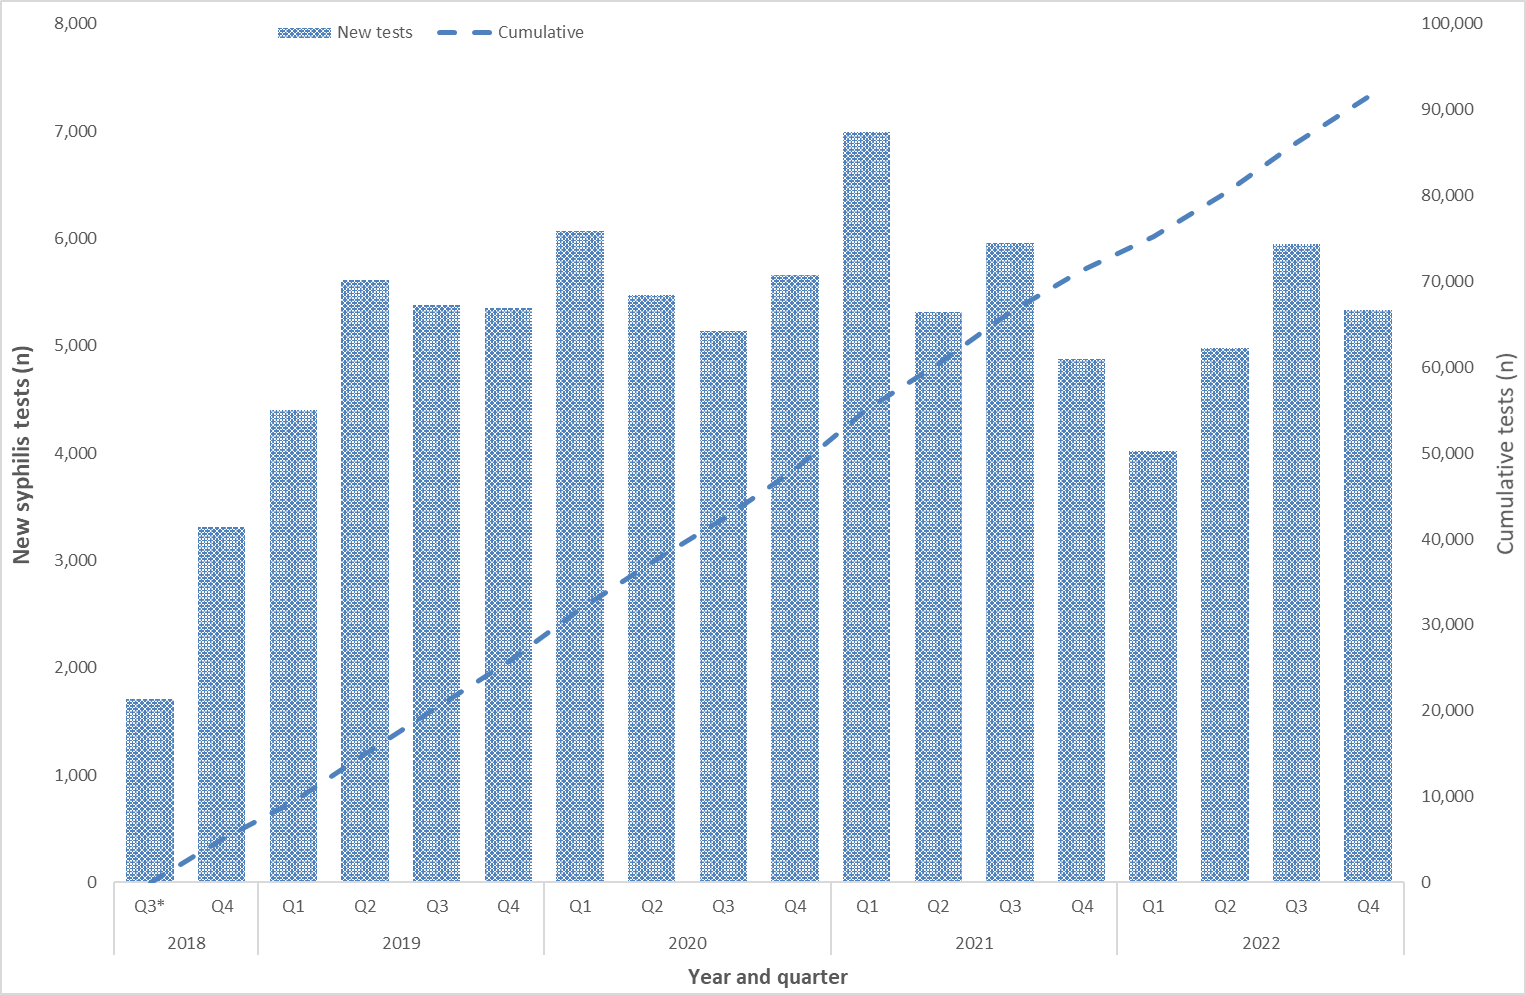 8,000
7,000
6,000
5,000
4,000
3,000
2,000
1,000
0
New syphilis tests (n)
New tests
Cumulative
100,000
90,000
80,000
70,000
60,000
50,000
40,000
30,000
20,000
10,000
0
Cumulative tests (n)
Q3* Q4 Q1 Q2 Q3 Q4 Q1 Q2 Q3 Q4 Q1 Q2 Q3 Q4 Q1 Q2 Q3 Q4
2018 2019 2020 2021 2022
Year and quarter